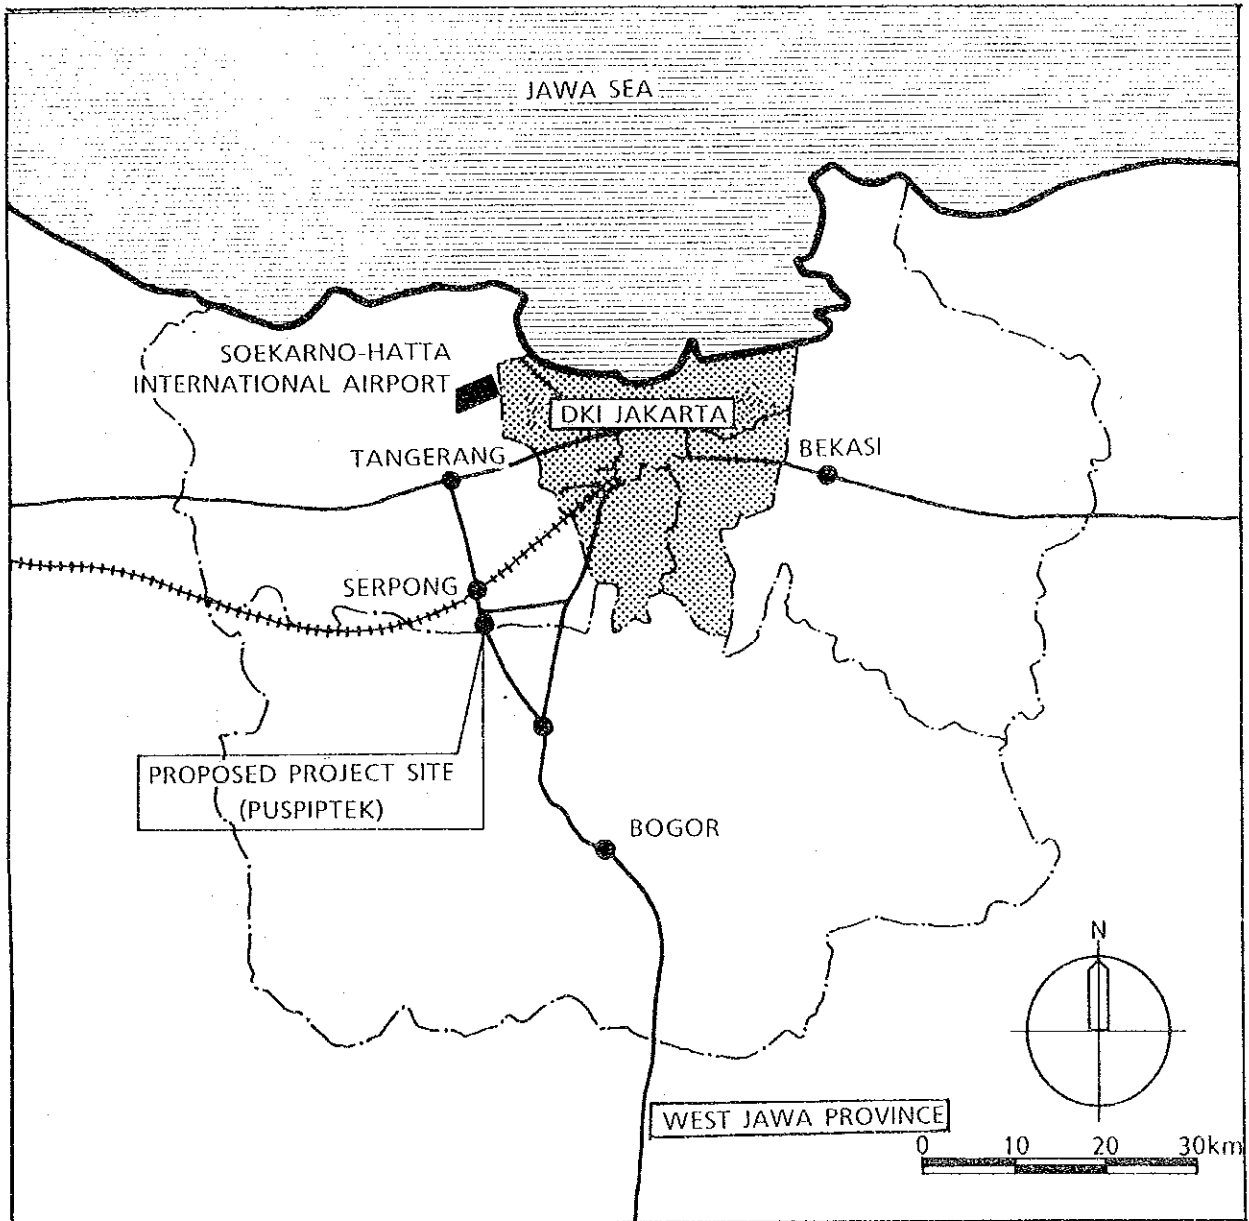 JAWA SEA
SOEKARNO-HATTA
INTERNATIONAL AIRPORT
DKI JAKARTA
TANGERANG
BEKASI
SERPONG
PROPOSED PROJECT SITE
(PUSPIPTEK)
BOGOR
N
WEST JAWA PROVINCE
0 10 20 30km